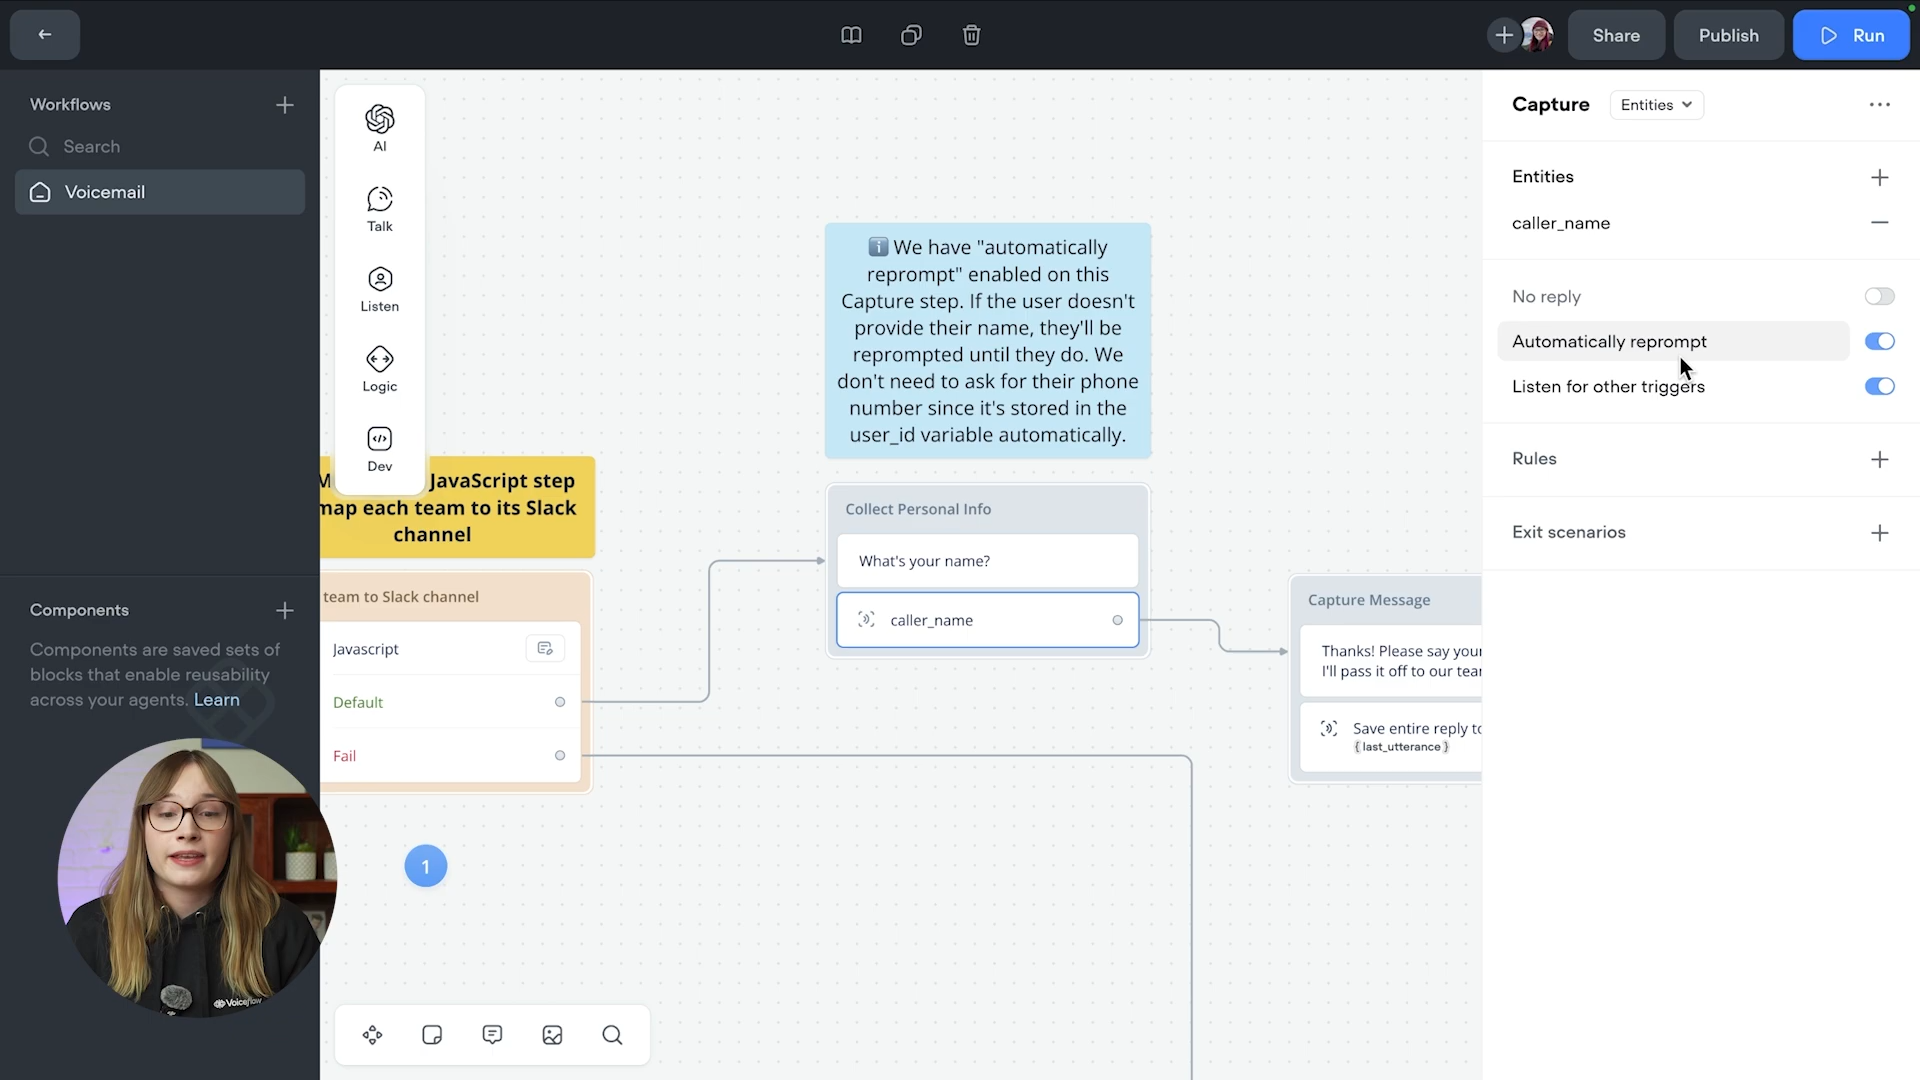 Share
Publish
Run
Workflows
Search
Voicemail
AI
Talk
Listen
Logic
Dev
JavaScript step
map each team to its Slack
channel
team to Slack channel
Javascript
Default
Fail
1
We have "automatically
reprompt" enabled on this
Capture step. If the user doesn't
provide their name, they'll be
reprompted until they do. We
don't need to ask for their phone
number since it's stored in the
user_id variable automatically.
Collect Personal Info
What's your name?
caller_name
Capture Message
Thanks! Please say your
I'll pass it off to our tear
Save entire reply to
{last_utterance}
Components
Components are saved sets of
blocks that enable reusability
across your agents. Learn
Voiceflow
Capture
Entities
Entities
caller_name
No reply
Automatically reprompt
Listen for other triggers
Rules
Exit scenarios